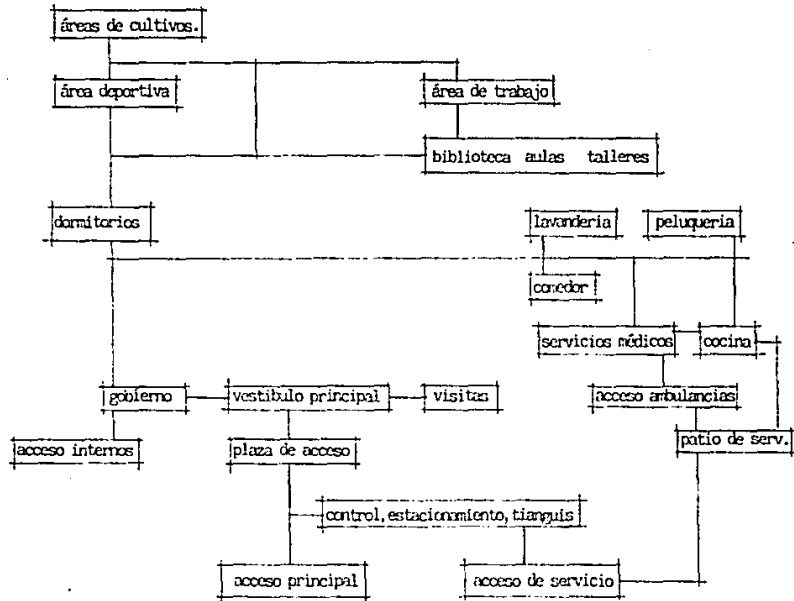 áreas de cultivos.
área deportiva
área de trabajo
biblioteca aulas talleres
dormitorios
lavanderia
peluqueria
comedor
servicios médicos
cocina
gobierno
vestibulo principal
visitas
acceso ambulancias
acceso internos
plaza de acceso
patio de serv.
control, estacionamiento, tianguis
acceso principal
acceso de servicio